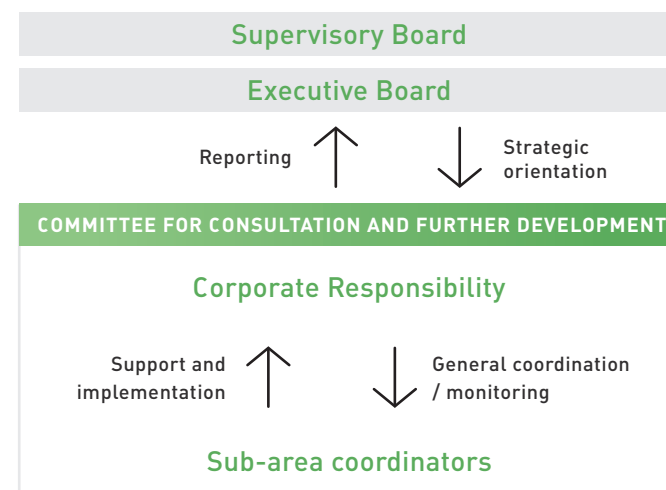 Supervisory Board
Executive Board
Reporting
Strategic
orientation
COMMITTEE FOR CONSULTATION AND FURTHER DEVELOPMENT
Corporate Responsibility
Support and
implementation
General coordination
/ monitoring
Sub-area coordinators